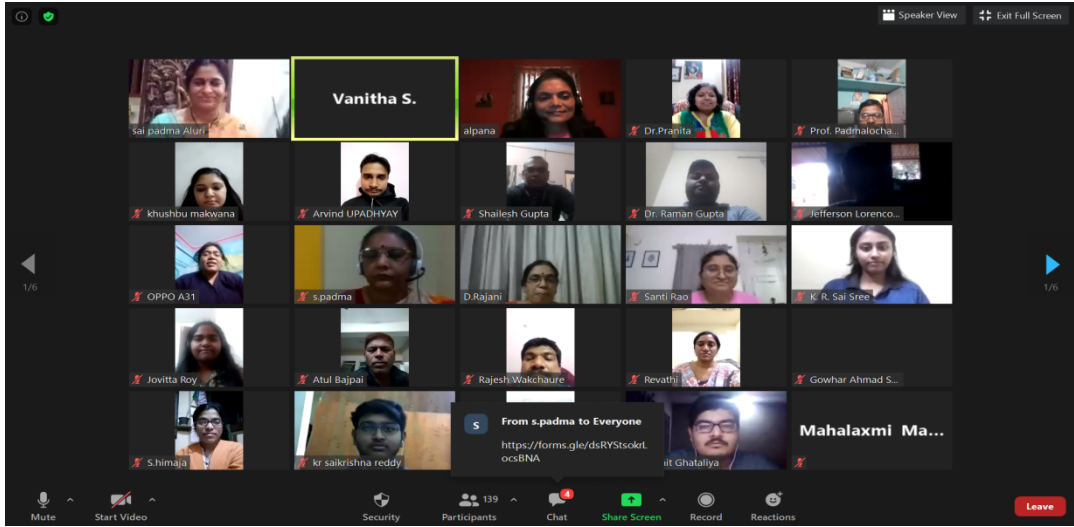 Speaker View
Exit Full Screen
sai padma Aluri
Vanitha S.
alpana
Dr.Pranita
Prof. Padmalocha...
khushbu makwana
Arvind UPADHYAY
Shailesh Gupta
Dr. Raman Gupta
Jefferson Lorenco...
1/6
1/6
OPPO A31
s.padma
D.Rajani
Santi Rao
K. R. Sai Sree
Jovitta Roy
Atul Bajpai
Rajesh Wakchaure
Revathi
Gowhar Ahmad S...
S.himaja
kr saikrishna reddy
S
From s.padma to Everyone
https://forms.gle/dsRYStsokrL
ocsBNA
it Ghataliya
Mahalaxmi Ma...
Mute
Start Video
Security
139
Participants
4
Chat
Share Screen
Record
Reactions
Leave